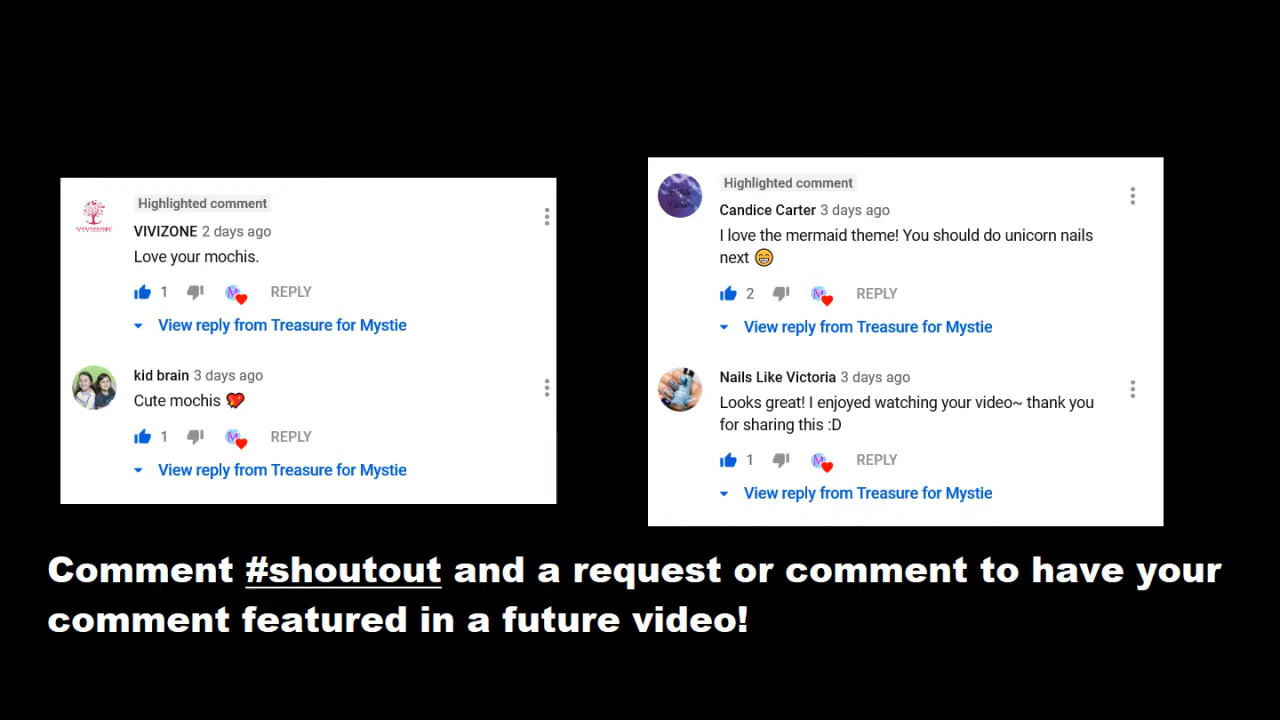 Highlighted comment
VIVIZONE
VIVIZONE 2 days ago
Love your mochis.
1 REPLY
View reply from Treasure for Mystie
kid brain 3 days ago
Cute mochis 💖
1 REPLY
View reply from Treasure for Mystie
Highlighted comment
Candice Carter 3 days ago
I love the mermaid theme! You should do unicorn nails
next 😁
2 REPLY
View reply from Treasure for Mystie
Nails Like Victoria 3 days ago
Looks great! I enjoyed watching your video~ thank you
for sharing this :D
1 REPLY
View reply from Treasure for Mystie
Comment #shoutout and a request or comment to have your
comment featured in a future video!